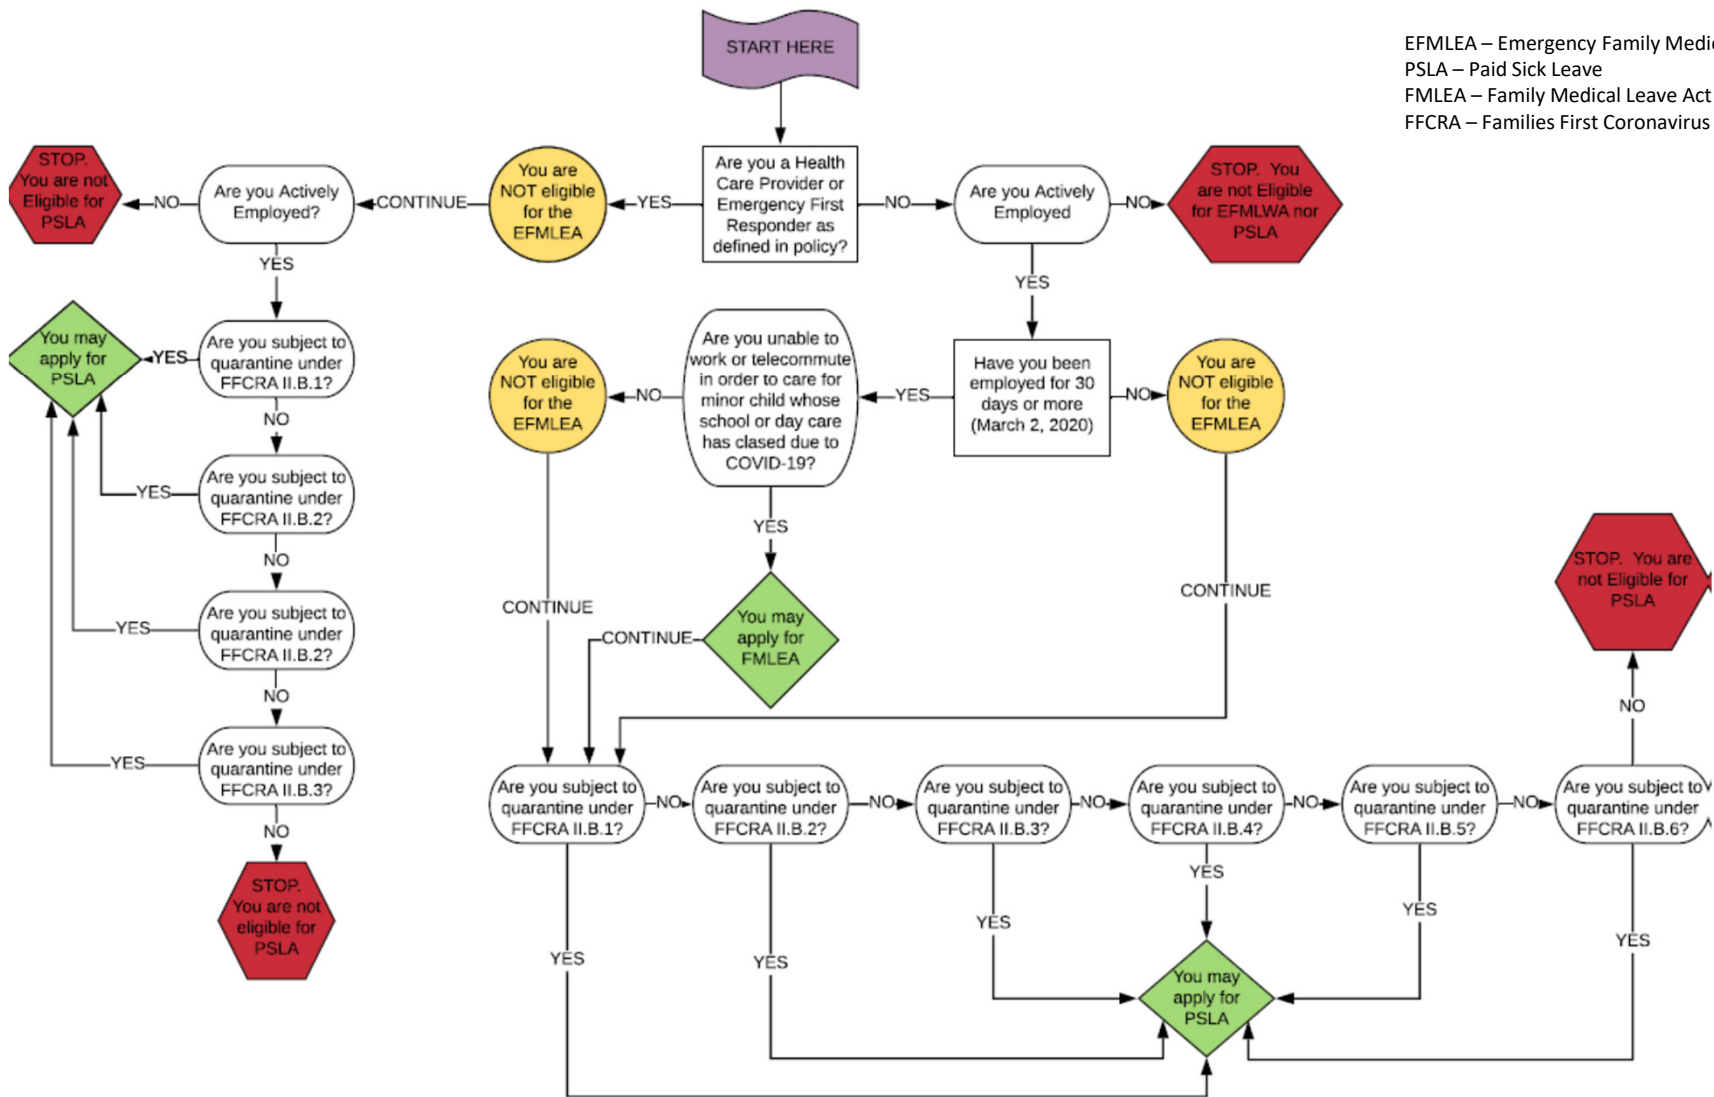 START HERE
EFMLEA – Emergency Family Medic
PSLA – Paid Sick Leave
FMLEA – Family Medical Leave Act
FFCRA – Families First Coronavirus
STOP.
You are not
Eligible for
PSLA
NO
Are you Actively
Employed?
CONTINUE
You are
NOT eligible
for the
EFMLEA
YES
Are you a Health
Care Provider or
Emergency First
Responder as
defined in policy?
NO
Are you Actively
Employed
NO
STOP. You
are not Eligible
for EFMLWA nor
PSLA
YES
YES
You may
apply for
PSLA
YES
Are you subject to
quarantine under
FFCRA II.B.1?
You are
NOT eligible
for the
EFMLEA
NO
Are you unable to
work or telecommute
in order to care for
minor child whose
school or day care
has clased due to
COVID-19?
YES
Have you been
employed for 30
days or more
(March 2, 2020)
NO
You are
NOT eligible
for the
EFMLEA
NO
YES
Are you subject to
quarantine under
FFCRA II.B.2?
YES
NO
CONTINUE
CONTINUE
YES
Are you subject to
quarantine under
FFCRA II.B.2?
CONTINUE
You may
apply for
FMLEA
STOP. You are
not Eligible for
PSLA
NO
NO
YES
Are you subject to
quarantine under
FFCRA II.B.3?
Are you subject to
quarantine under
FFCRA II.B.1?
NO
Are you subject to
quarantine under
FFCRA II.B.2?
NO
Are you subject to
quarantine under
FFCRA II.B.3?
NO
Are you subject to
quarantine under
FFCRA II.B.4?
NO
Are you subject to
quarantine under
FFCRA II.B.5?
NO
Are you subject to
quarantine under
FFCRA II.B.6?
NO
STOP.
You are not
eligible for
PSLA
YES
YES
YES
YES
YES
YES
You may
apply for
PSLA